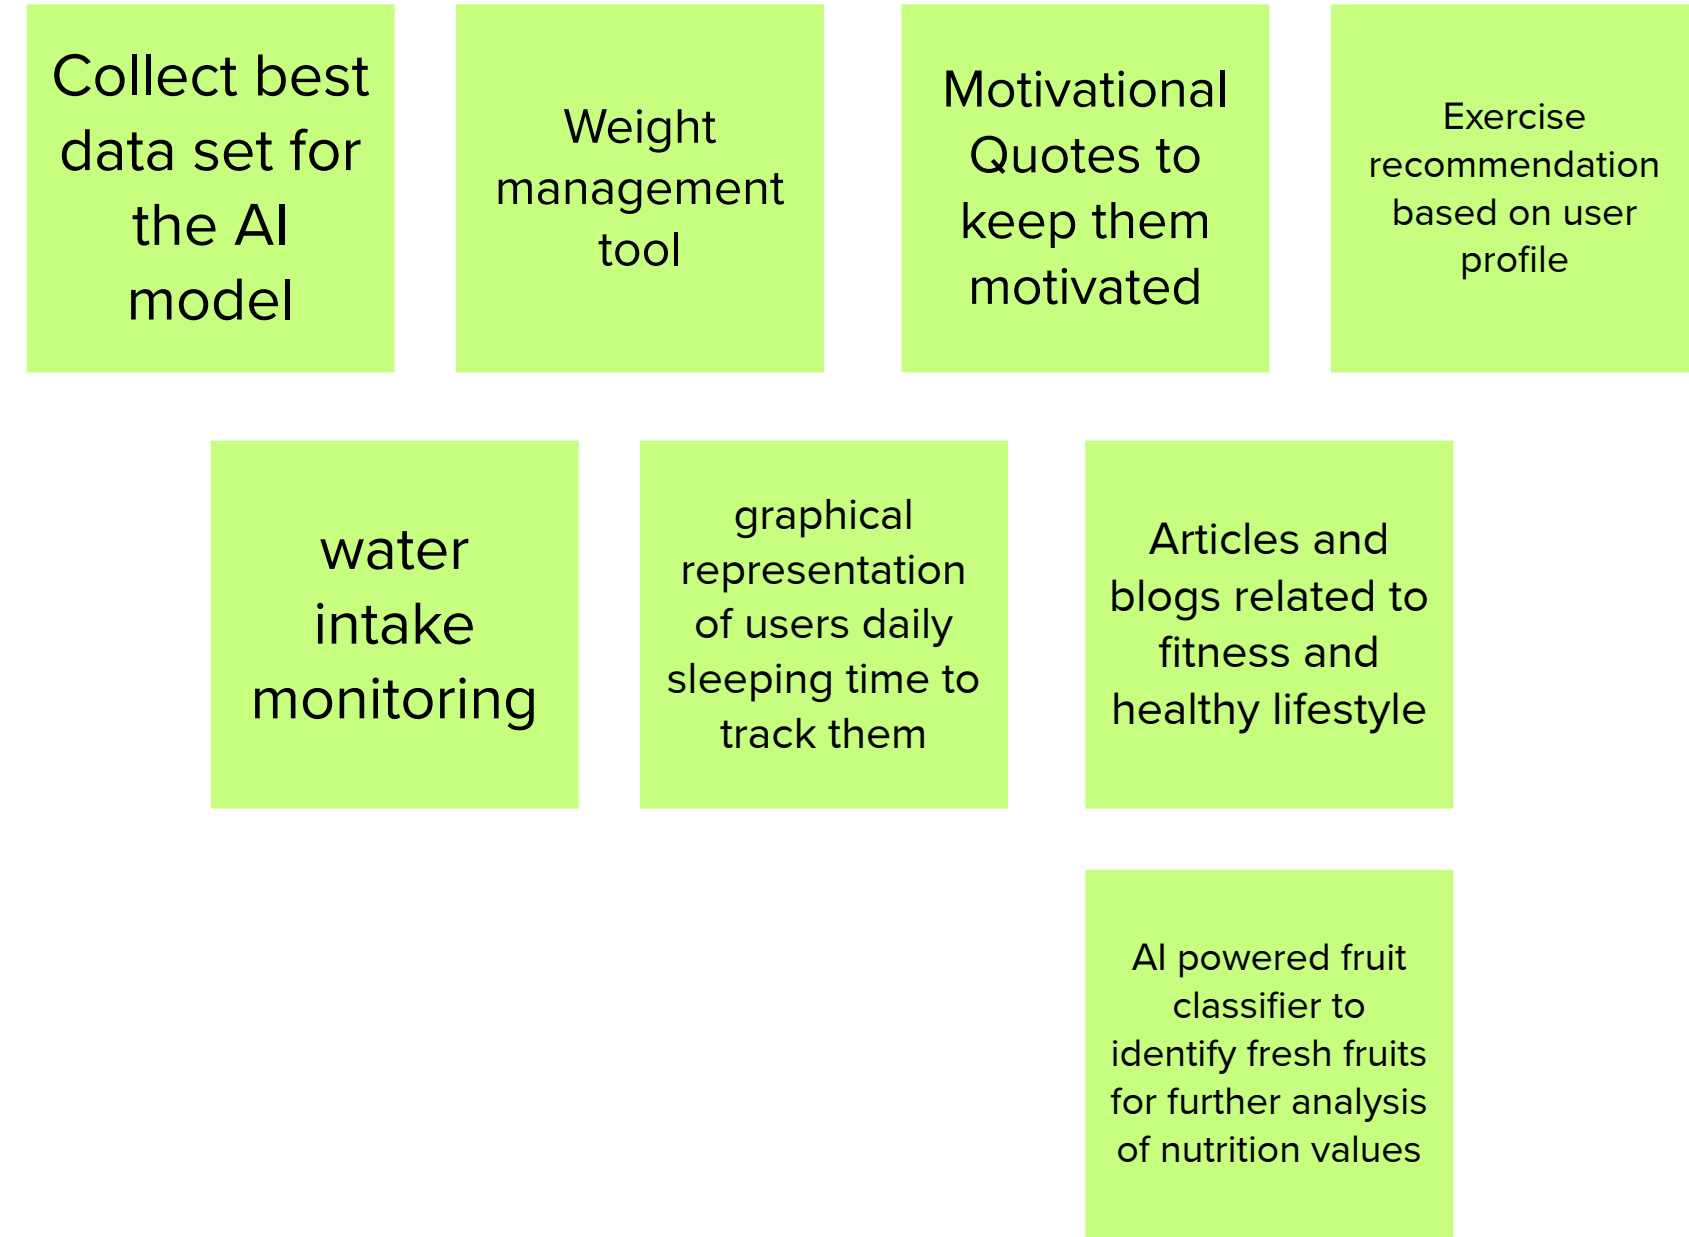 Collect best
data set for
the AI
model
Weight
management
tool
Motivational
Quotes to
keep them
motivated
Exercise
recommendation
based on user
profile
water
intake
monitoring
graphical
representation
of users daily
sleeping time to
track them
Articles and
blogs related to
fitness and
healthy lifestyle
AI powered fruit
classifier to
identify fresh fruits
for further analysis
of nutrition values